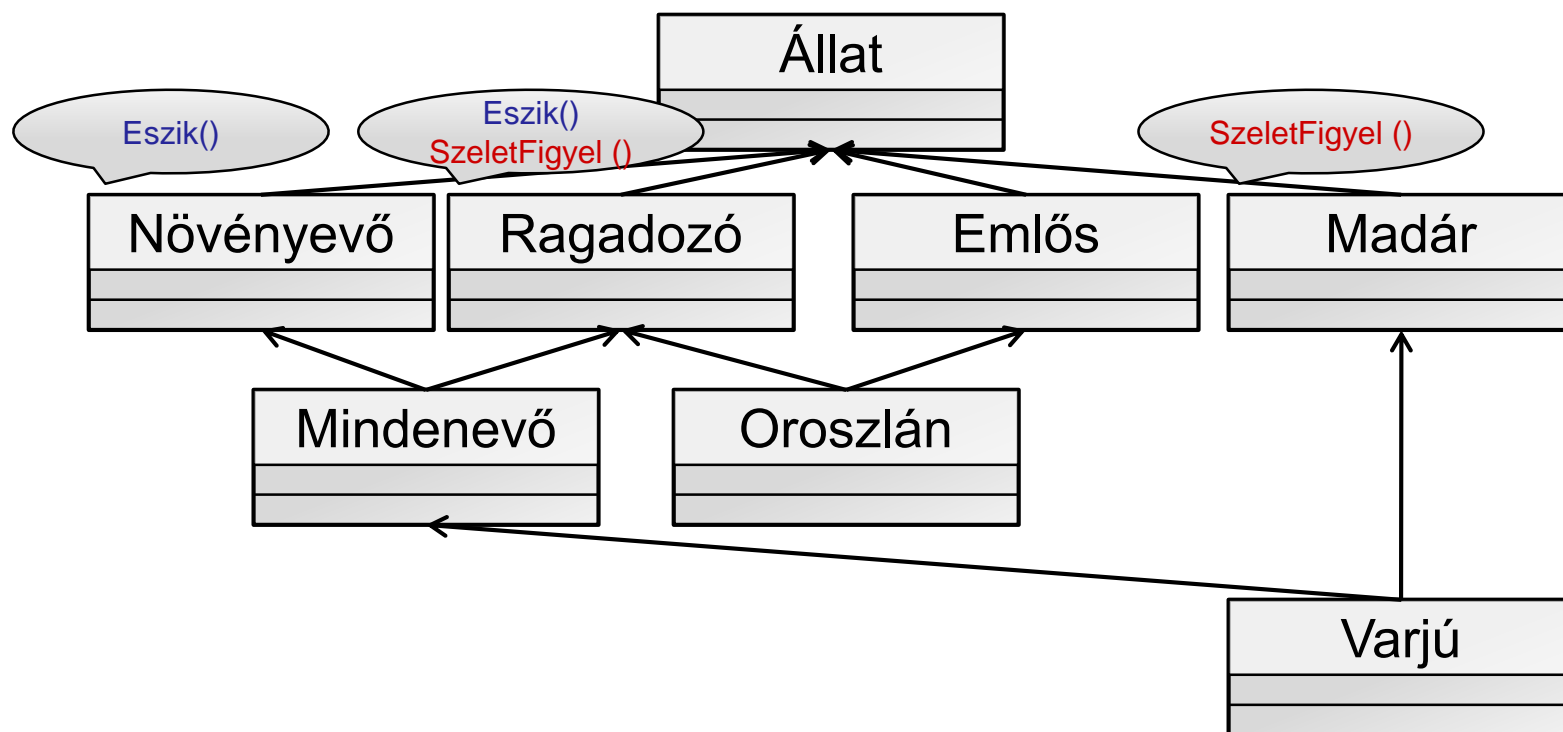 Állat
Eszik()
Eszik()
SzeletFigyel ()
SzeletFigyel ()
Növényevő
Ragadozó
Emlős
Madár
Mindenevő
Oroszlán
Varjú